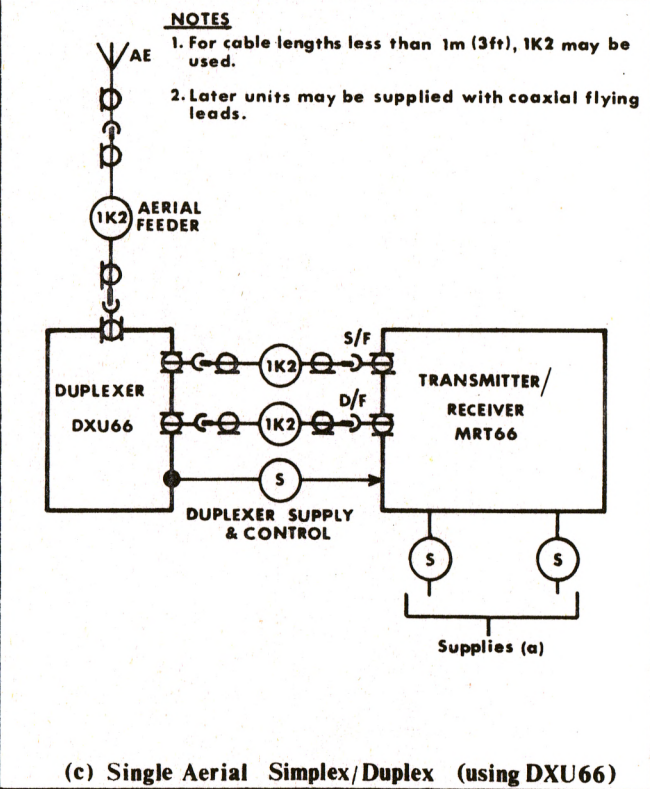 NOTES
1. For cable lengths less than 1m (3ft), 1K2 may be
used.
2. Later units may be supplied with coaxial flying
leads.
AE
1K2
AERIAL
FEEDER
S/F
1K2
DUPLEXER
DXU66
D/F
1K2
TRANSMITTER/
RECEIVER
MRT66
S
DUPLEXER SUPPLY
& CONTROL
S
S
Supplies (a)
(c) Single Aerial Simplex/Duplex (using DXU66)